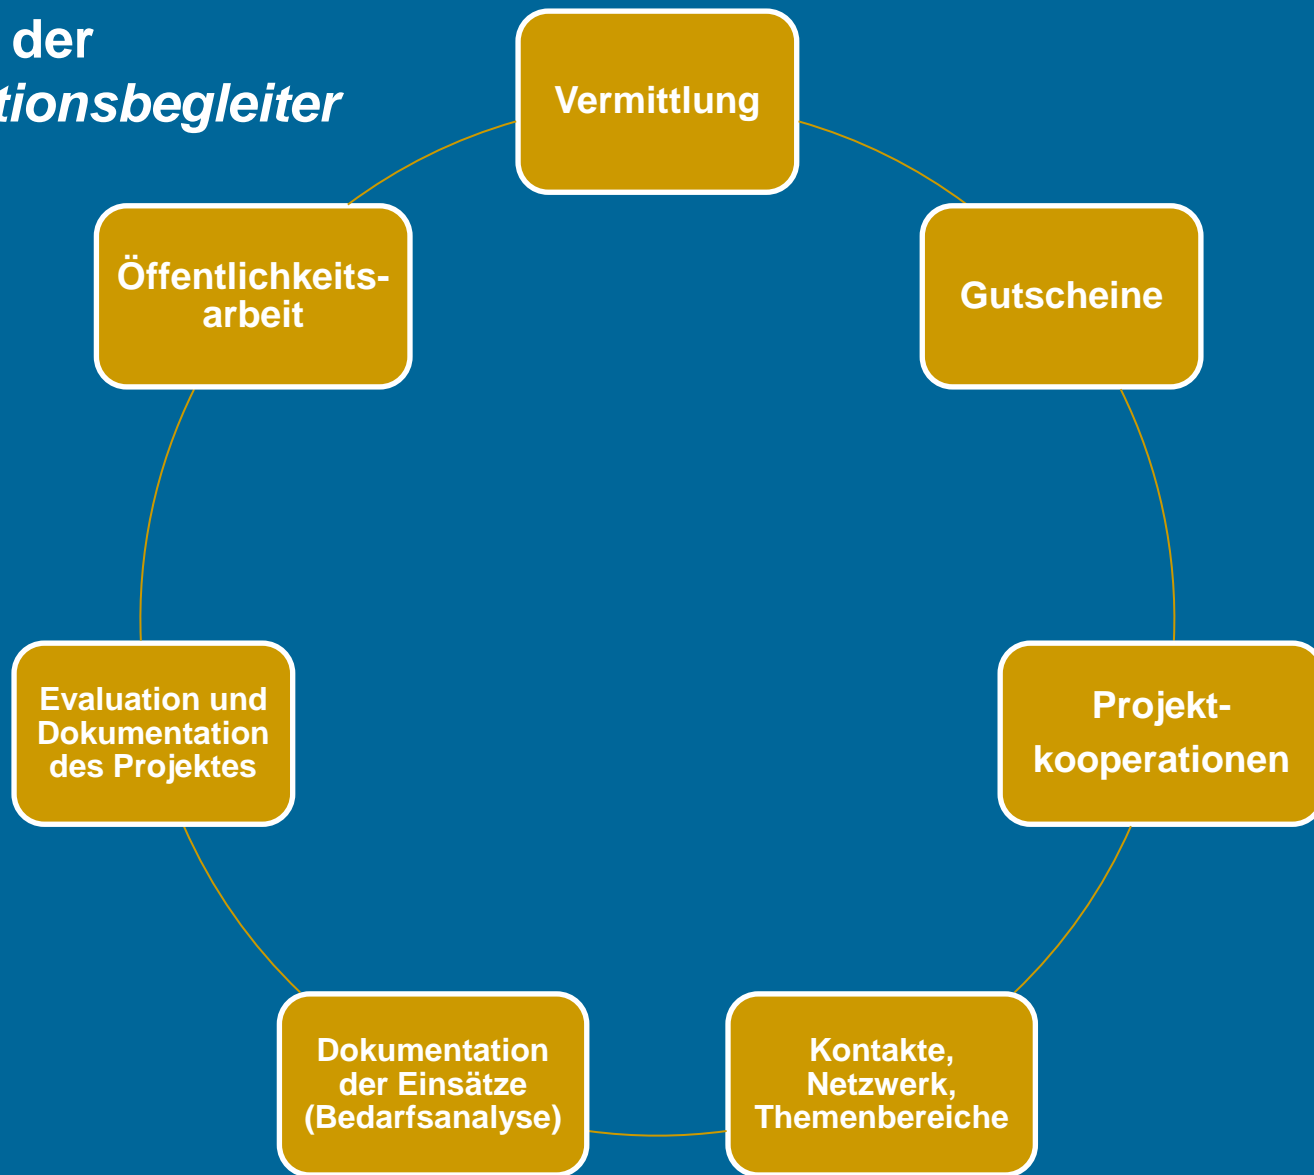 der
tionsbegleiter
Vermittlung
Gutscheine
Projekt-
kooperationen
Kontakte,
Netzwerk,
Themenbereiche
Dokumentation
der Einsätze
(Bedarfsanalyse)
Evaluation und
Dokumentation
des Projektes
Öffentlichkeits-
arbeit